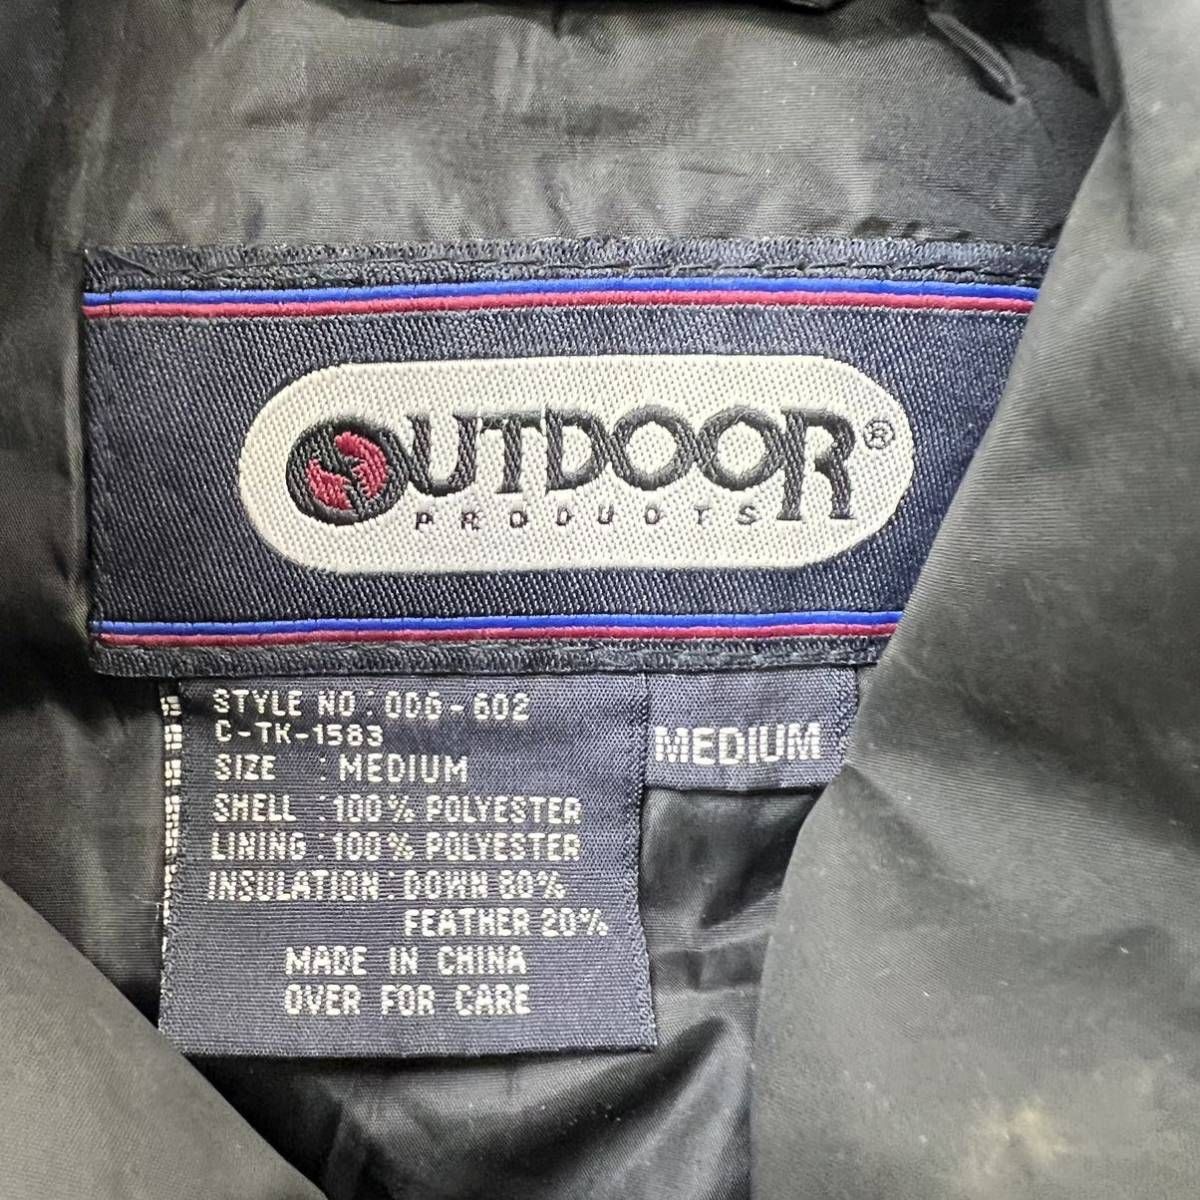 OUTDOOR®
PRODUCTS
STYLE NO : ODG-602
C-TK-1583
SIZE : MEDIUM
SHELL : 100% POLYESTER
LINING : 100% POLYESTER
INSULATION : DOWN 80%
FEATHER 20%
MADE IN CHINA
OVER FOR CARE
MEDIUM